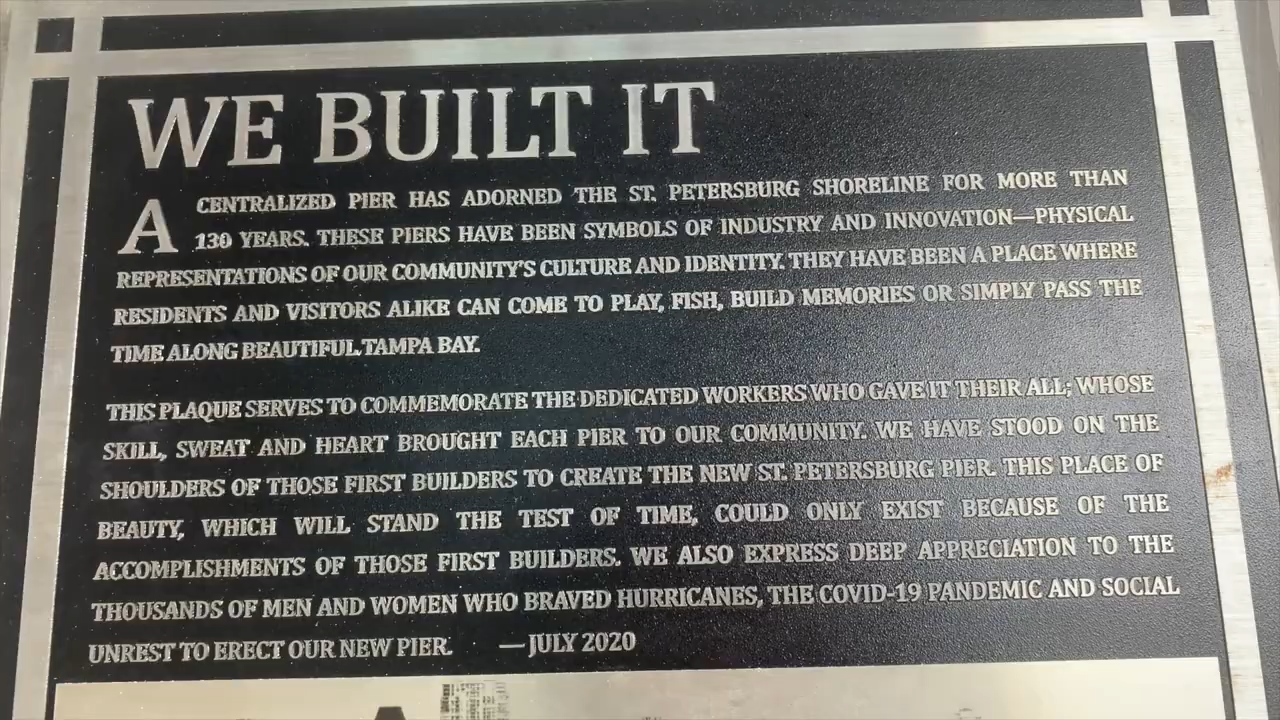 WE BUILT IT
A CENTRALIZED PIER HAS ADORNED THE ST. PETERSBURG SHORELINE FOR MORE THAN
130 YEARS. THESE PIERS HAVE BEEN SYMBOLS OF INDUSTRY AND INNOVATION—PHYSICAL
REPRESENTATIONS OF OUR COMMUNITY'S CULTURE AND IDENTITY. THEY HAVE BEEN A PLACE WHERE
RESIDENTS AND VISITORS ALIKE CAN COME TO PLAY, FISH, BUILD MEMORIES OR SIMPLY PASS THE
TIME ALONG BEAUTIFUL TAMPA BAY.
THIS PLAQUE SERVES TO COMMEMORATE THE DEDICATED WORKERS WHO GAVE IT THEIR ALL; WHOSE
SKILL, SWEAT AND HEART BROUGHT EACH PIER TO OUR COMMUNITY. WE HAVE STOOD ON THE
SHOULDERS OF THOSE FIRST BUILDERS TO CREATE THE NEW ST. PETERSBURG PIER. THIS PLACE OF
BEAUTY, WHICH WILL STAND THE TEST OF TIME, COULD ONLY EXIST BECAUSE OF THE
ACCOMPLISHMENTS OF THOSE FIRST BUILDERS. WE ALSO EXPRESS DEEP APPRECIATION TO THE
THOUSANDS OF MEN AND WOMEN WHO BRAVED HURRICANES, THE COVID-19 PANDEMIC AND SOCIAL
UNREST TO ERECT OUR NEW PIER. —JULY 2020